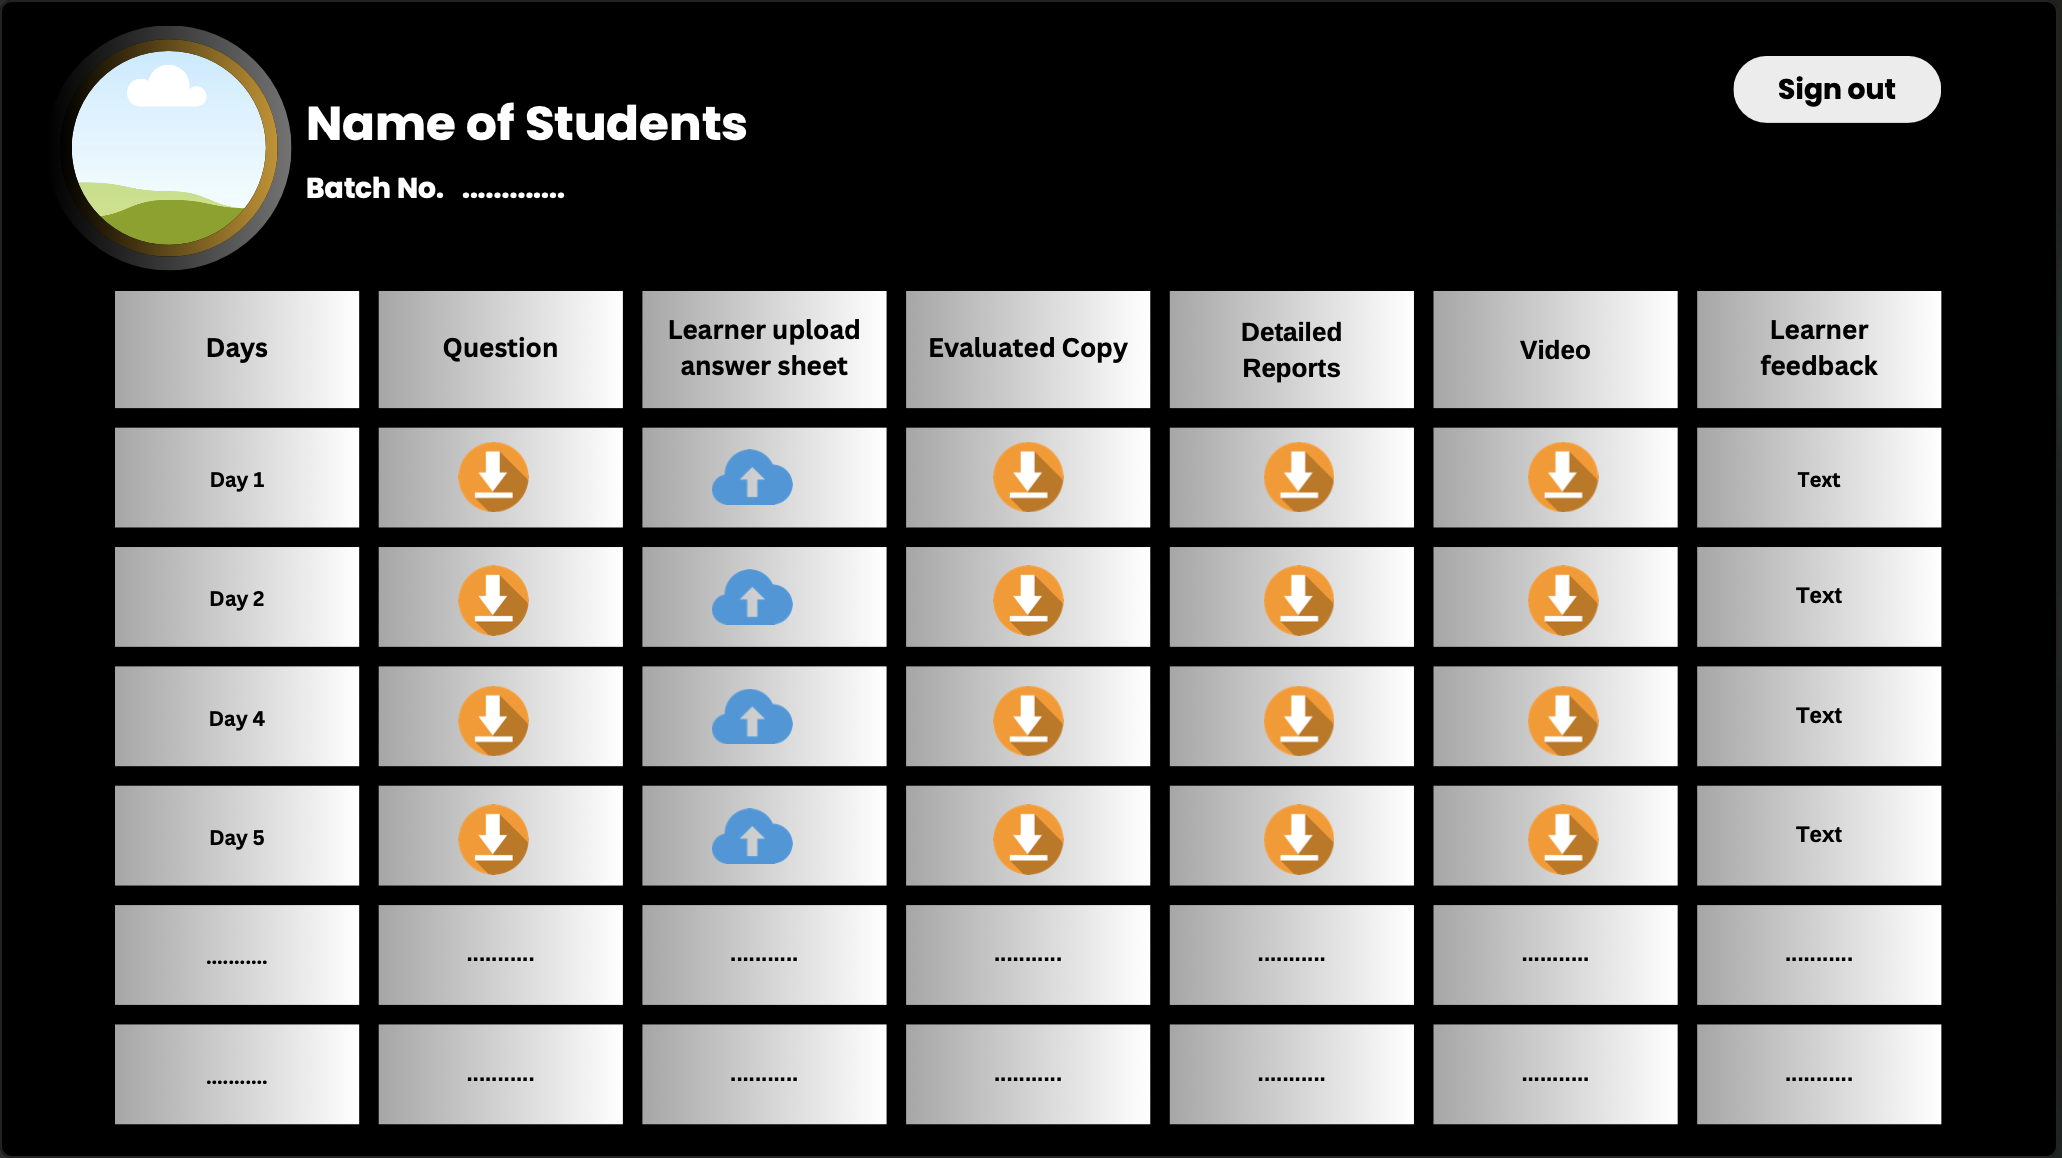 Sign out
Name of Students
Batch No. .............
Days
Question
Learner upload
answer sheet
Evaluated Copy
Detailed
Reports
Video
Learner
feedback
Day 1
Text
Day 2
Text
Day 4
Text
Day 5
Text
........... ........... ........... ........... ........... ........... ...........
........... ........... ........... ........... ........... ........... ...........